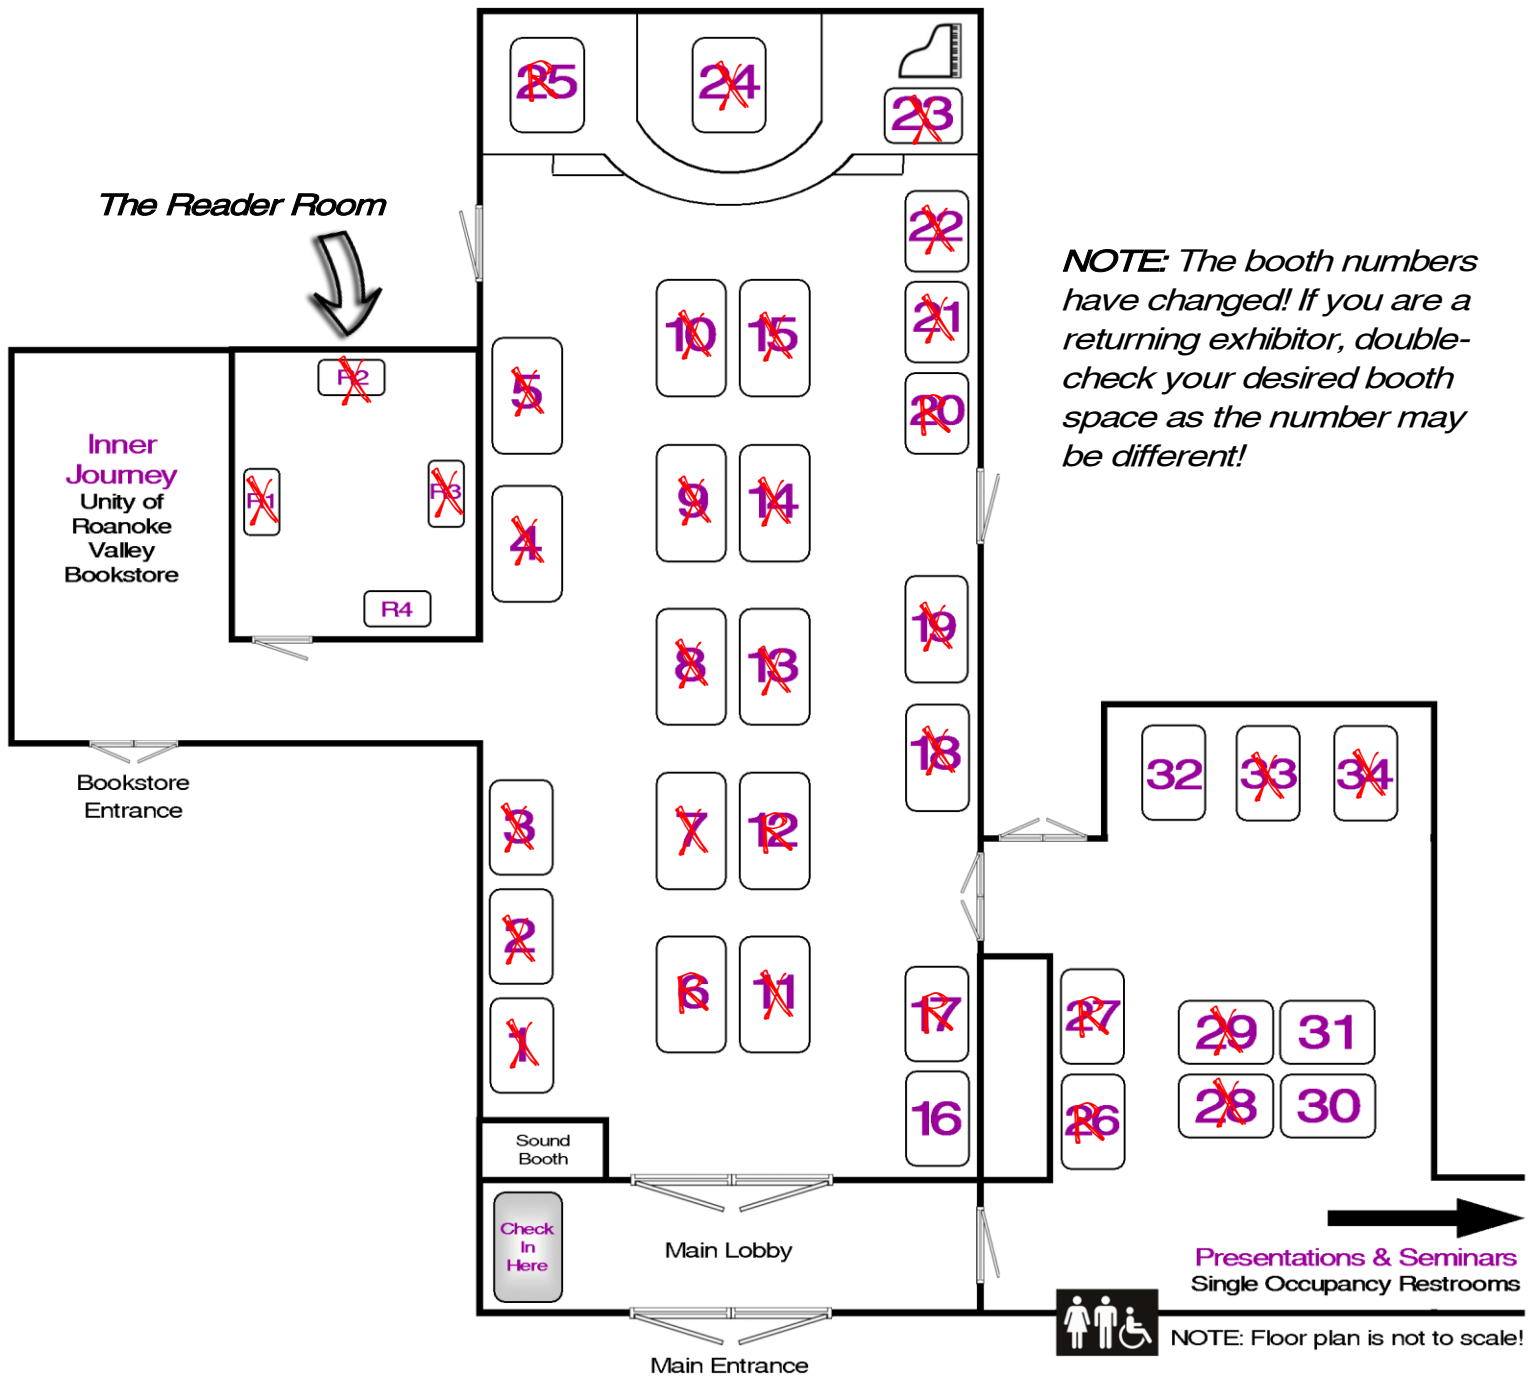 25
24
23
The Reader Room
22
NOTE: The booth numbers
have changed! If you are a
returning exhibitor, double-
check your desired booth
space as the number may
be different!
10
15
21
5
R2
20
Inner
Journey
Unity of
Roanoke
Valley
Bookstore
R1
R3
9
14
4
R4
19
8
13
18
Bookstore
Entrance
32
33
34
3
7
12
2
6
11
17
27
29
31
1
16
26
28
30
Sound
Booth
Check
In
Here
Main Lobby
Presentations & Seminars
Single Occupancy Restrooms
NOTE: Floor plan is not to scale!
Main Entrance
X
R